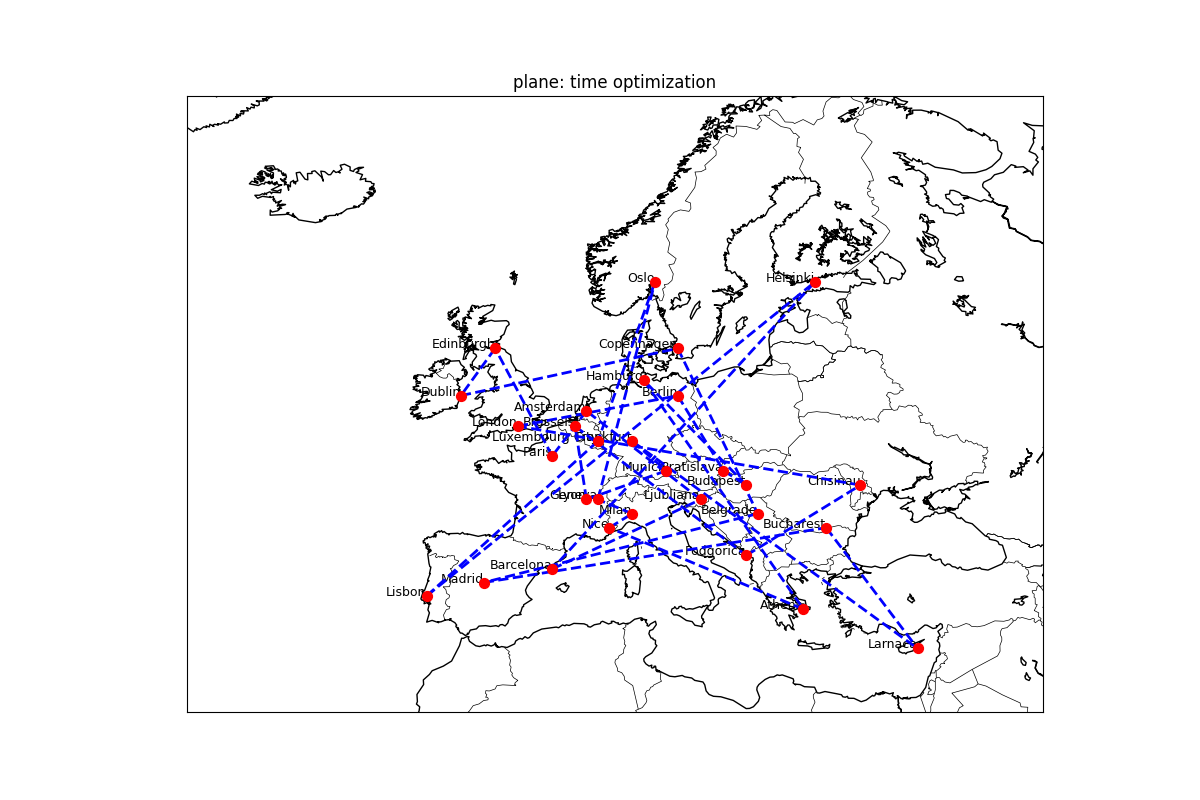 plane: time optimization
Oslo
Helsinki
Edinburgh
Copenhagen
Hamburg
Dublin
Berlin
Amsterdam
London
Brussels
Luxembourg
Frankfurt
Paris
Munich
Bratislava
Budapest
Chisinau
Geneva
Lyon
Ljubljana
Milan
Belgrade
Nice
Bucharest
Podgorica
Barcelona
Madrid
Lisbon
Athens
Larnaca